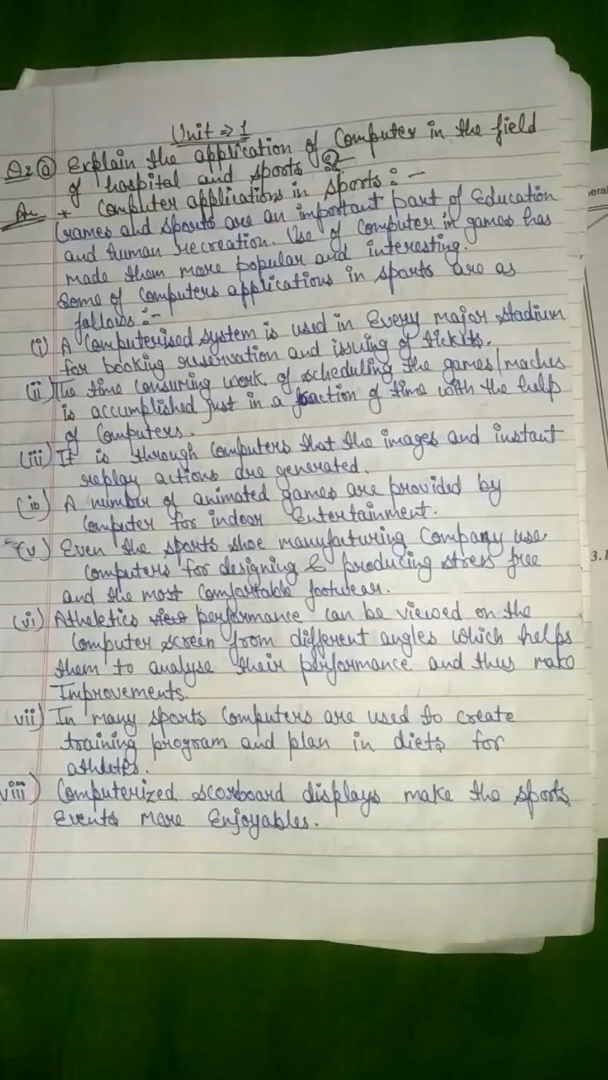 Unit ⇒ 1
Q2 (a) Explain the application of Computer in the field
of hospital and sports ?
Ans * Computer applications in sports :-
Games and sports are an important part of Education
and human recreation. Use of Computer in games has
made them more popular and interesting.
Some of Computers applications in sports are as
follows :-
(i) A Computerised system is used in Every major stadium
for booking reservation and issuing of tickits.
(ii) The time Consuming work, of scheduling the games/maches
is accomplished just in a fraction of time with the help
of Computers.
(iii) It is through Computers that the images and instant
replay actions due generated.
(iv) A number of animated games are provided by
Computer for indoor Entertainment.
(v) Even the sports shoe manufacturing Company use
Computers for designing & producing stress free
and the most Comfortable footwear.
(vi) Atheletics performance can be viewed on the
Computer screen from different angles which helps
them to analyse their performance and thus make
Improvements.
vii) In many sports Computers are used to create
training program and plan in diets for
athletes.
viii) Computerized scorboard displays make the sports
Events More Enjoyables.
3.1